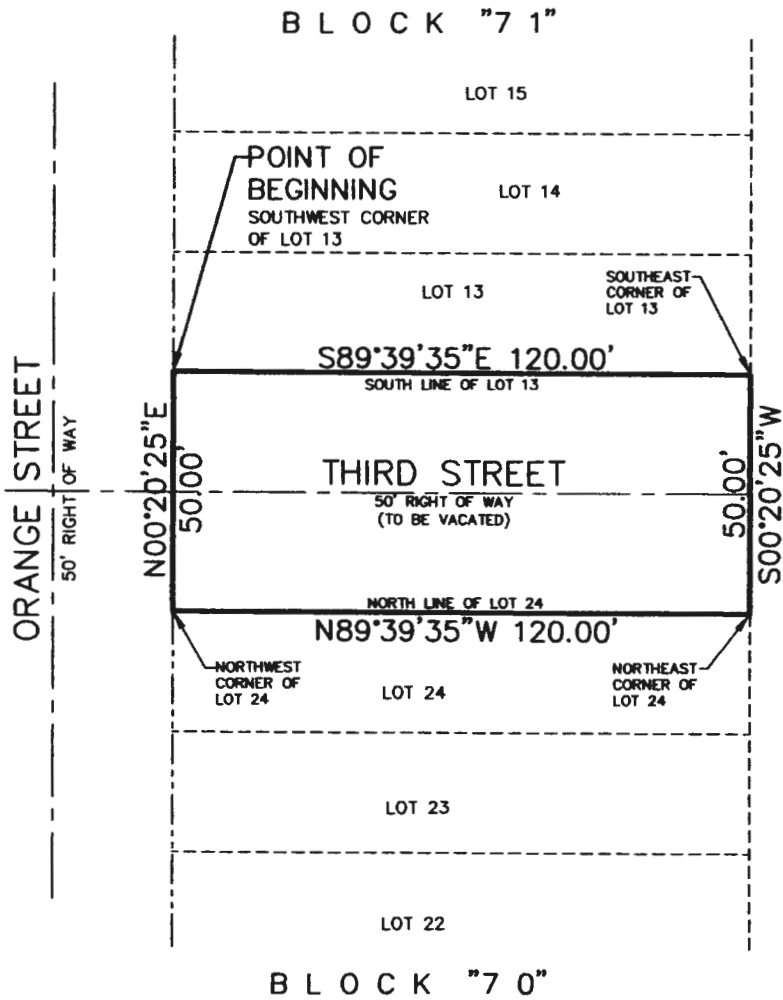 BLOCK "71"
LOT 15
POINT OF
BEGINNING
SOUTHWEST CORNER
OF LOT 13
LOT 14
LOT 13
SOUTHEAST
CORNER OF
LOT 13
S89°39'35"E 120.00'
SOUTH LINE OF LOT 13
ORANGE STREET
50' RIGHT OF WAY
N00°20'25"E
50.00'
THIRD STREET
50' RIGHT OF WAY
(TO BE VACATED)
50.00'
S00°20'25"W
NORTH LINE OF LOT 24
N89°39'35"W 120.00'
NORTHWEST
CORNER OF
LOT 24
LOT 24
NORTHEAST
CORNER OF
LOT 24
LOT 23
LOT 22
BLOCK "70"